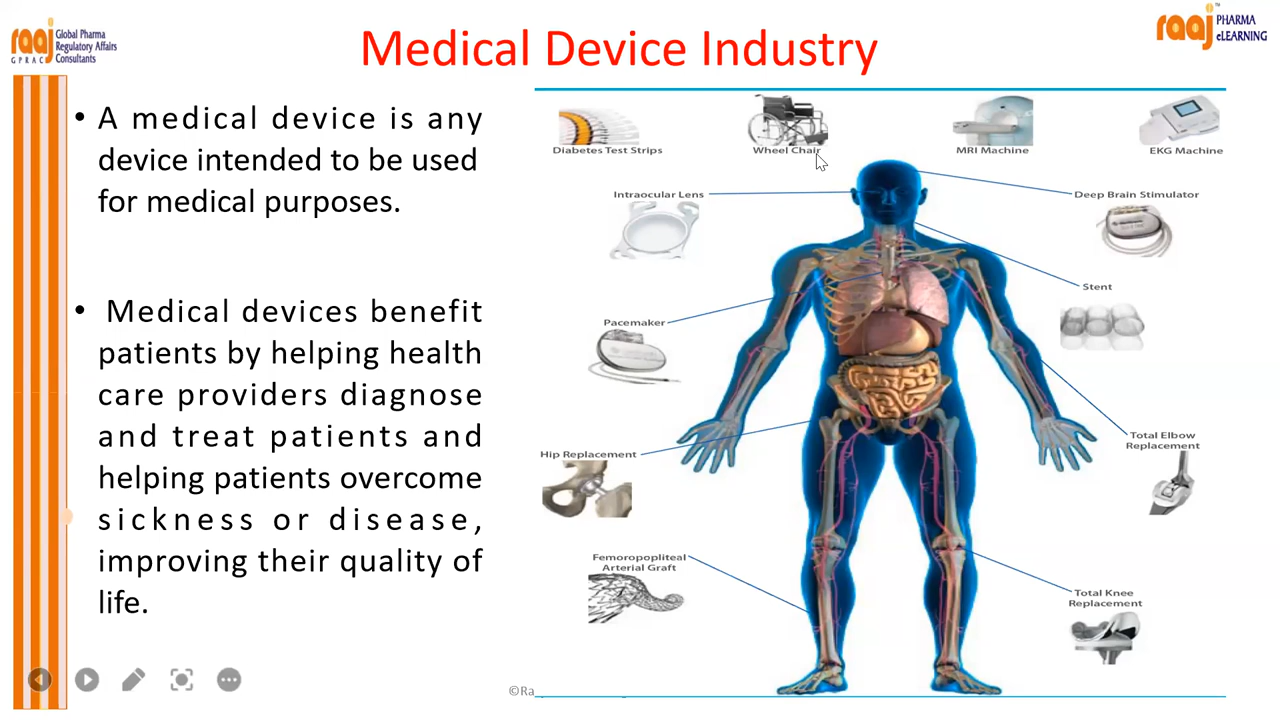 raaj
GPRAC
Global Pharma
Regulatory Affairs
Consultants
Medical Device Industry
raaj
PHARMA
eLEARNING
TM
• A medical device is any
device intended to be used
for medical purposes.
• Medical devices benefit
patients by helping health
care providers diagnose
and treat patients and
helping patients overcome
sickness or disease,
improving their quality of
life.
Diabetes Test Strips
Wheel Chair
MRI Machine
EKG Machine
Intraocular Lens
Deep Brain Stimulator
Stent
Pacemaker
Total Elbow
Replacement
Hip Replacement
Femoropopliteal
Arterial Graft
Total Knee
Replacement